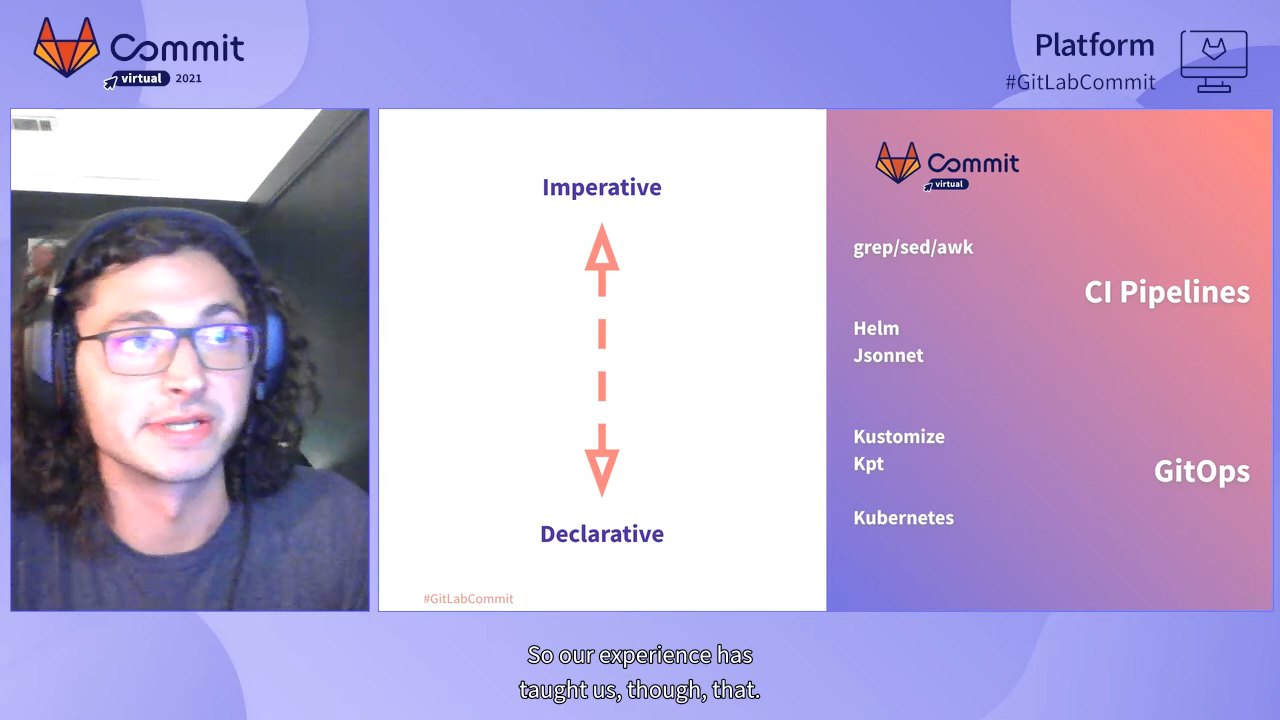 Commit
virtual 2021
Platform
#GitLabCommit
Imperative
Declarative
#GitLabCommit
Commit
virtual
grep/sed/awk
CI Pipelines
Helm
Jsonnet
Kustomize
Kpt
GitOps
Kubernetes
So our experience has
taught us, though, that.